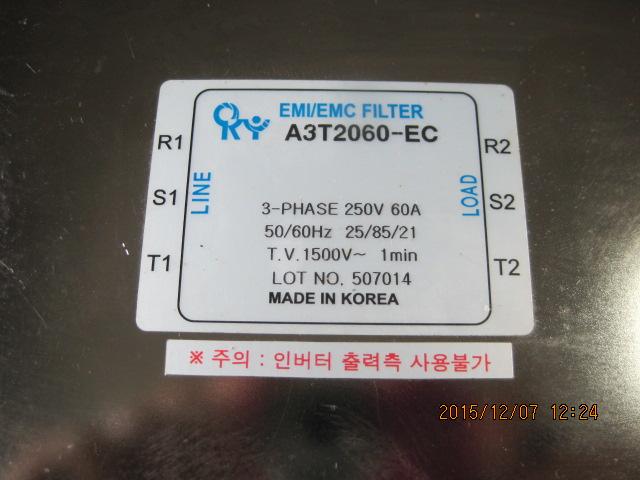 ORY EMI/EMC FILTER
A3T2060-EC
R1 R2
LINE LOAD
S1 S2
3-PHASE 250V 60A
50/60Hz 25/85/21
T.V.1500V~ 1min
T1 T2
LOT NO. 507014
MADE IN KOREA
※ 주의 : 인버터 출력측 사용불가
2015/12/07 12:24